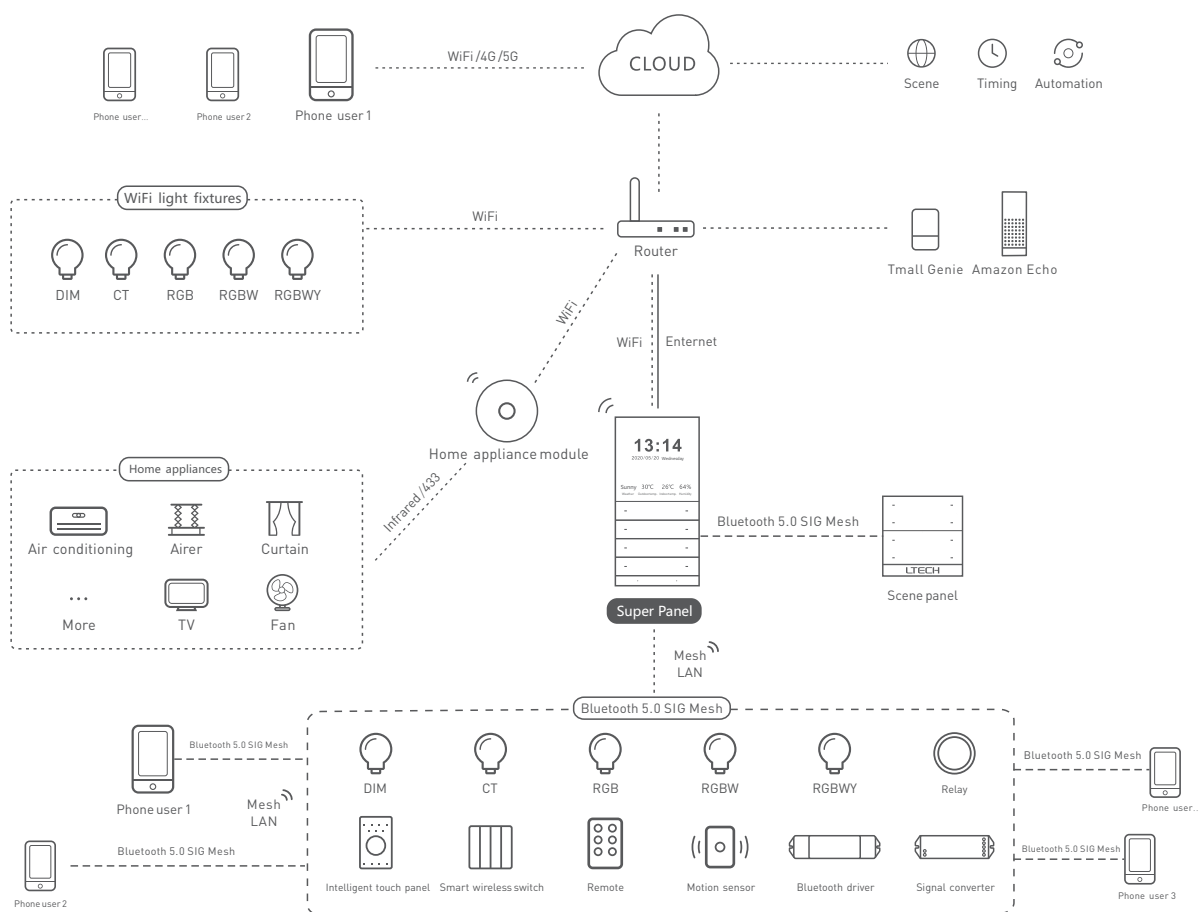 WiFi/4G/5G
CLOUD
Scene
Timing
Automation
Phone user...
Phone user 2
Phone user 1
WiFi light fixtures
WiFi
Router
Tmall Genie
Amazon Echo
DIM
CT
RGB
RGBW
RGBWY
WiFi
WiFi
Enternet
13:14
2020/05/20 Wednesday
Sunny 30℃ 26℃ 64%
Home appliance module
Home appliances
Infrared/433
Air conditioning
Airer
Curtain
...
More
TV
Fan
Bluetooth 5.0 SIG Mesh
LTECH
Scene panel
Super Panel
Mesh
LAN
Bluetooth 5.0 SIG Mesh
Bluetooth 5.0 SIG Mesh
Phone user 1
Mesh
LAN
Bluetooth 5.0 SIG Mesh
Phone user 2
DIM
CT
RGB
RGBW
RGBWY
Relay
Intelligent touch panel
Smart wireless switch
Remote
Motion sensor
Bluetooth driver
Signal converter
Bluetooth 5.0 SIG Mesh
Phone user...
Bluetooth 5.0 SIG Mesh
Phone user 3